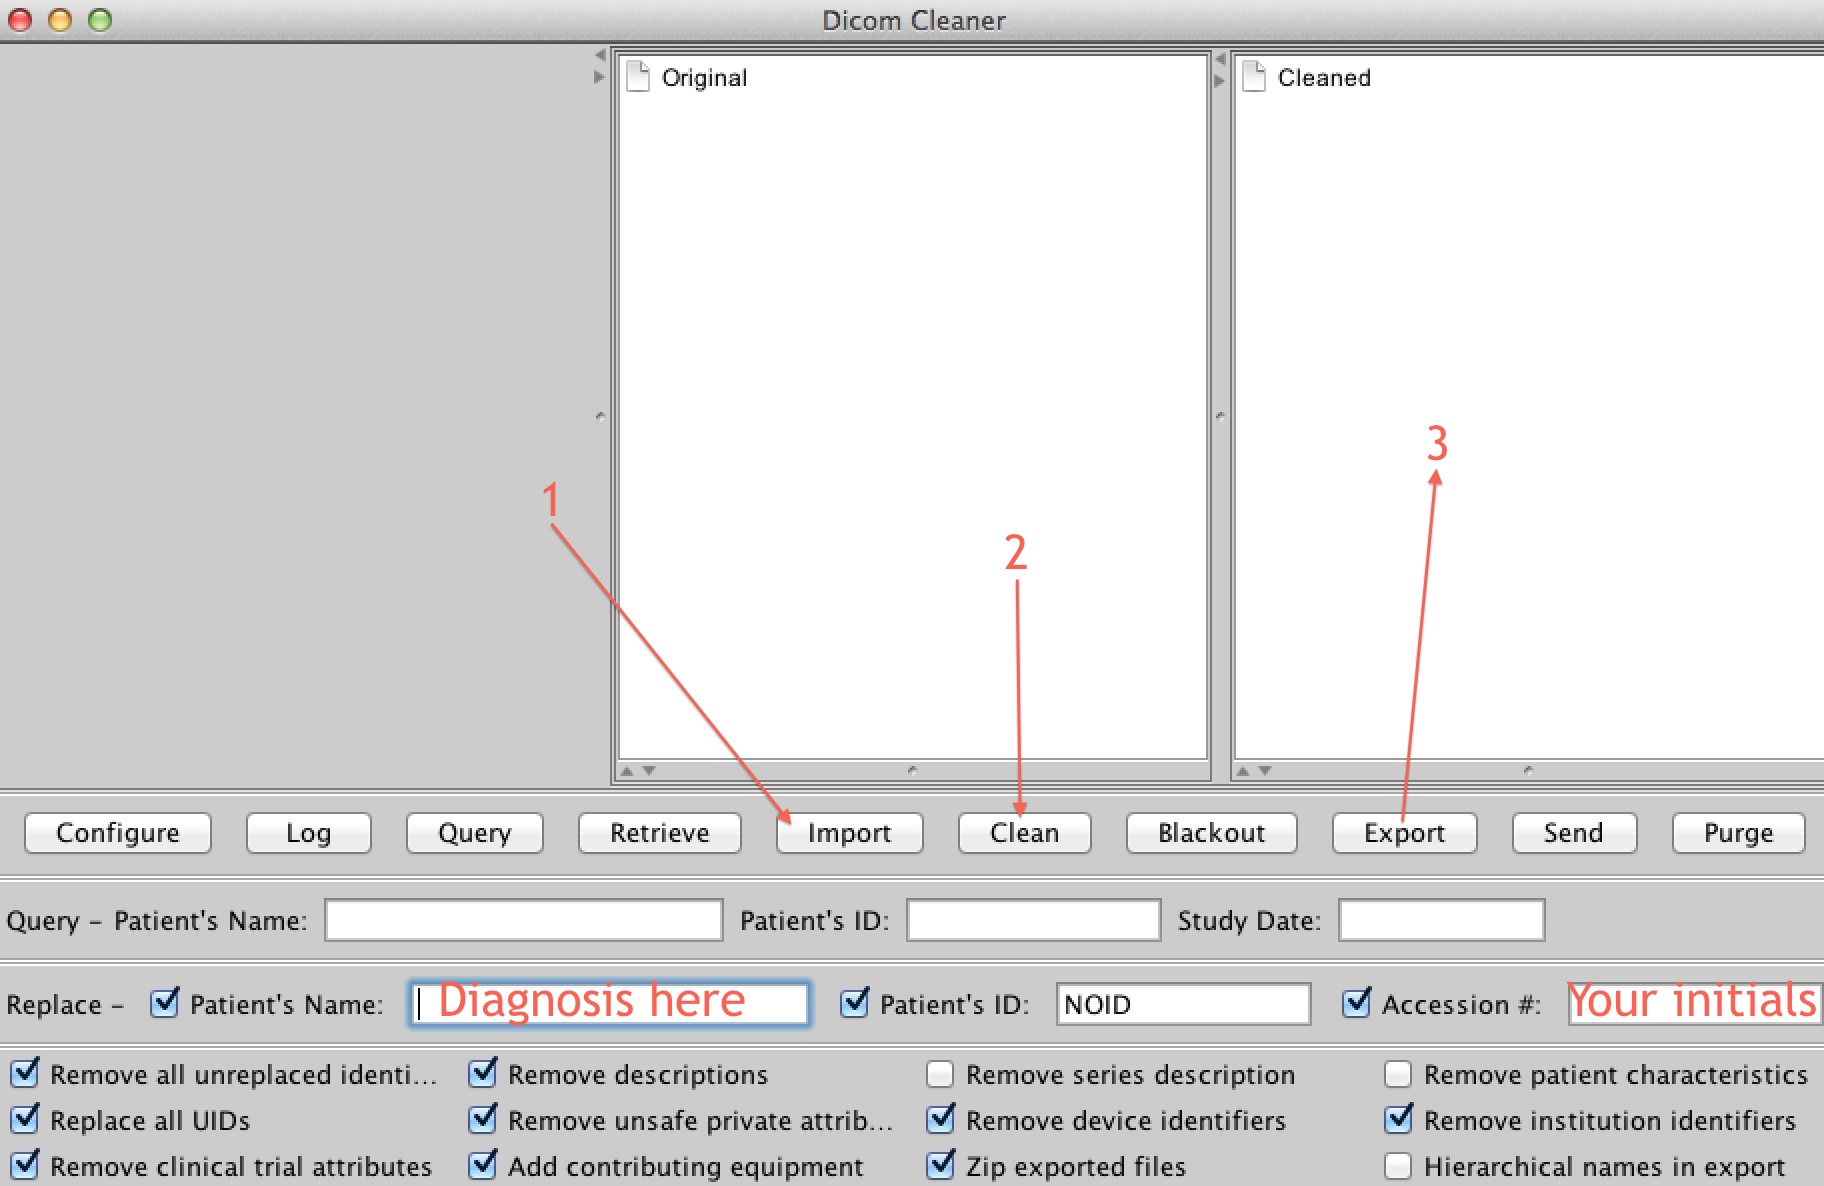 Dicom Cleaner
Original
Cleaned
1
2
3
Configure Log Query Retrieve Import Clean Blackout Export Send Purge
Query - Patient's Name: Patient's ID: Study Date:
Replace - Patient's Name: Diagnosis here Patient's ID: NOID Accession #: Your initials
Remove all unreplaced identi... Remove descriptions Remove series description Remove patient characteristics
Replace all UIDs Remove unsafe private attrib... Remove device identifiers Remove institution identifiers
Remove clinical trial attributes Add contributing equipment Zip exported files Hierarchical names in export